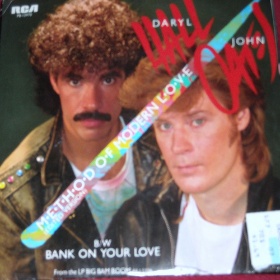 RCA
DARYL
HALL
JOHN
OATES
METHOD OF MODERN LOVE
B/W
BANK ON YOUR LOVE
From the LP BIG BAM BOOM